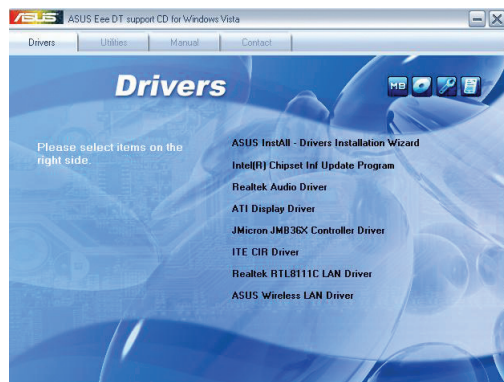 ASUS ASUS Eee DT support CD for Windows Vista
Drivers Utilities Manual Contact
Drivers
MB
Please select items on the
right side.
ASUS InstAll - Drivers Installation Wizard
Intel(R) Chipset Inf Update Program
Realtek Audio Driver
ATI Display Driver
JMicron JMB36X Controller Driver
ITE CIR Driver
Realtek RTL8111C LAN Driver
ASUS Wireless LAN Driver